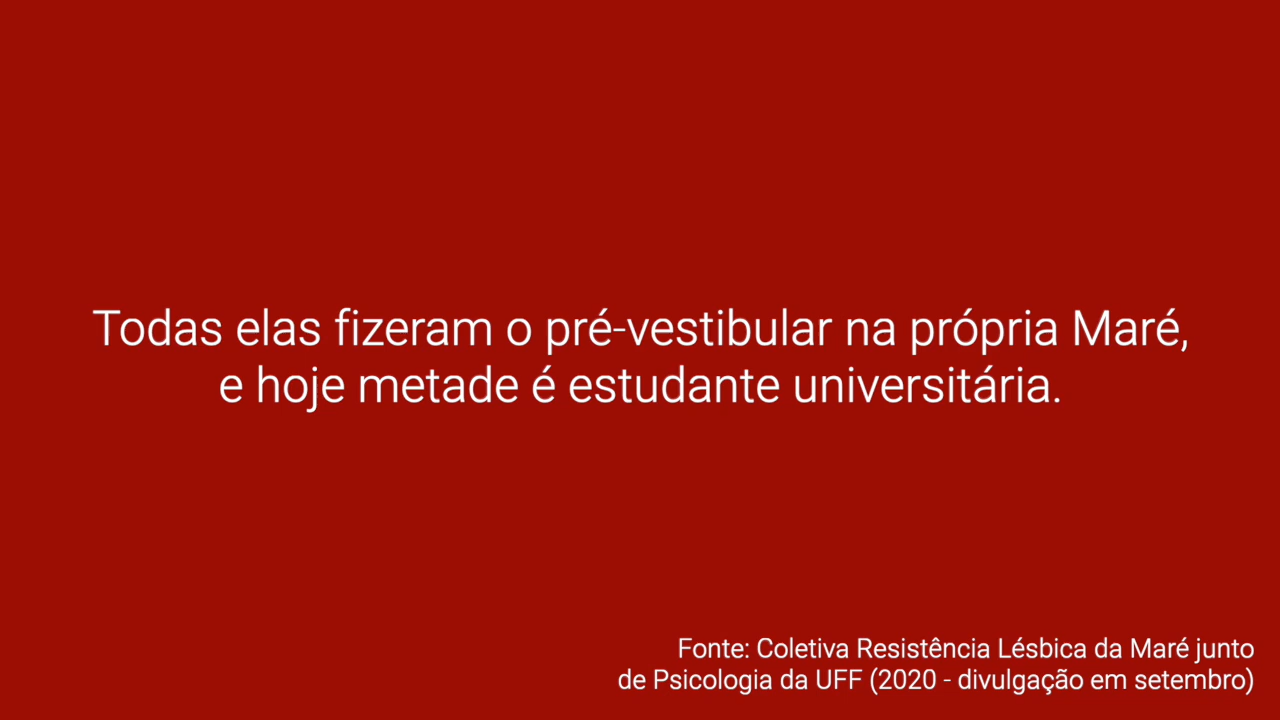 Todas elas fizeram o pré-vestibular na própria Maré,
e hoje metade é estudante universitária.
Fonte: Coletiva Resistência Lésbica da Maré junto
de Psicologia da UFF (2020 - divulgação em setembro)